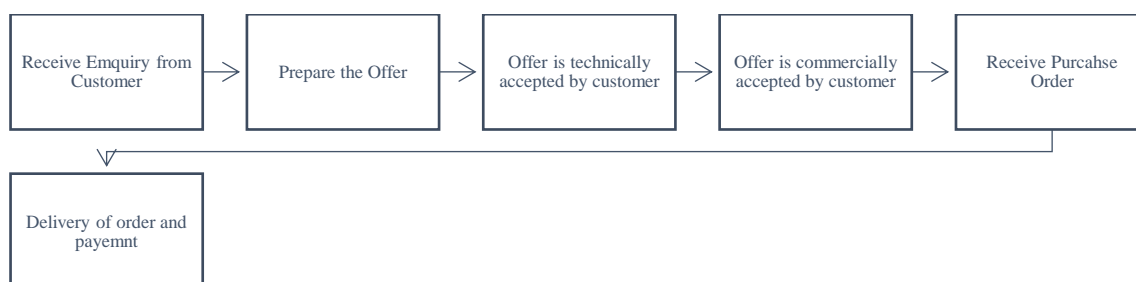 Receive Emquiry from
Customer
Prepare the Offer
Offer is technically
accepted by customer
Offer is commercially
accepted by customer
Receive Purcahse
Order
Delivery of order and
payemnt